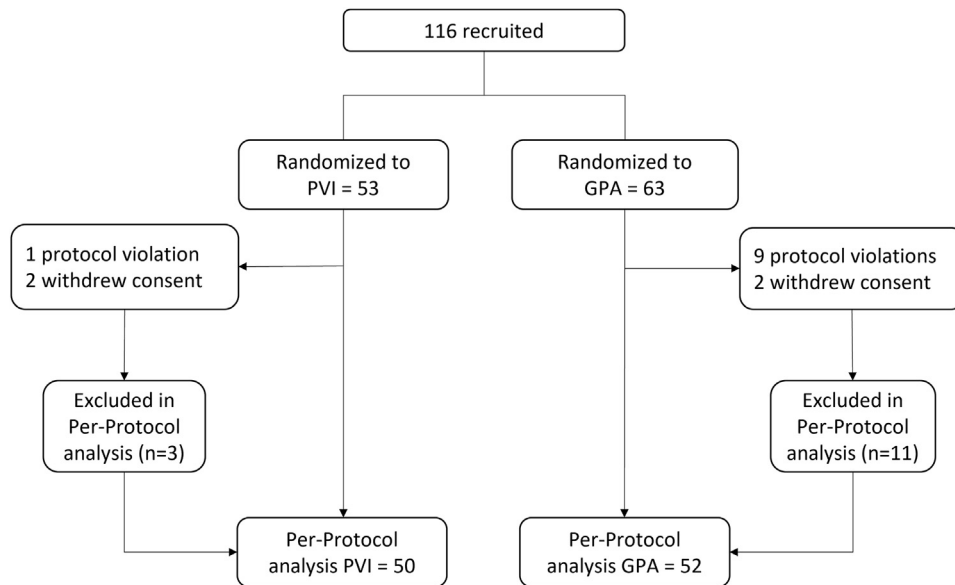 116 recruited
Randomized to
PVI = 53
Randomized to
GPA = 63
1 protocol violation
2 withdrew consent
9 protocol violations
2 withdrew consent
Excluded in
Per-Protocol
analysis (n=3)
Excluded in
Per-Protocol
analysis (n=11)
Per-Protocol
analysis PVI = 50
Per-Protocol
analysis GPA = 52